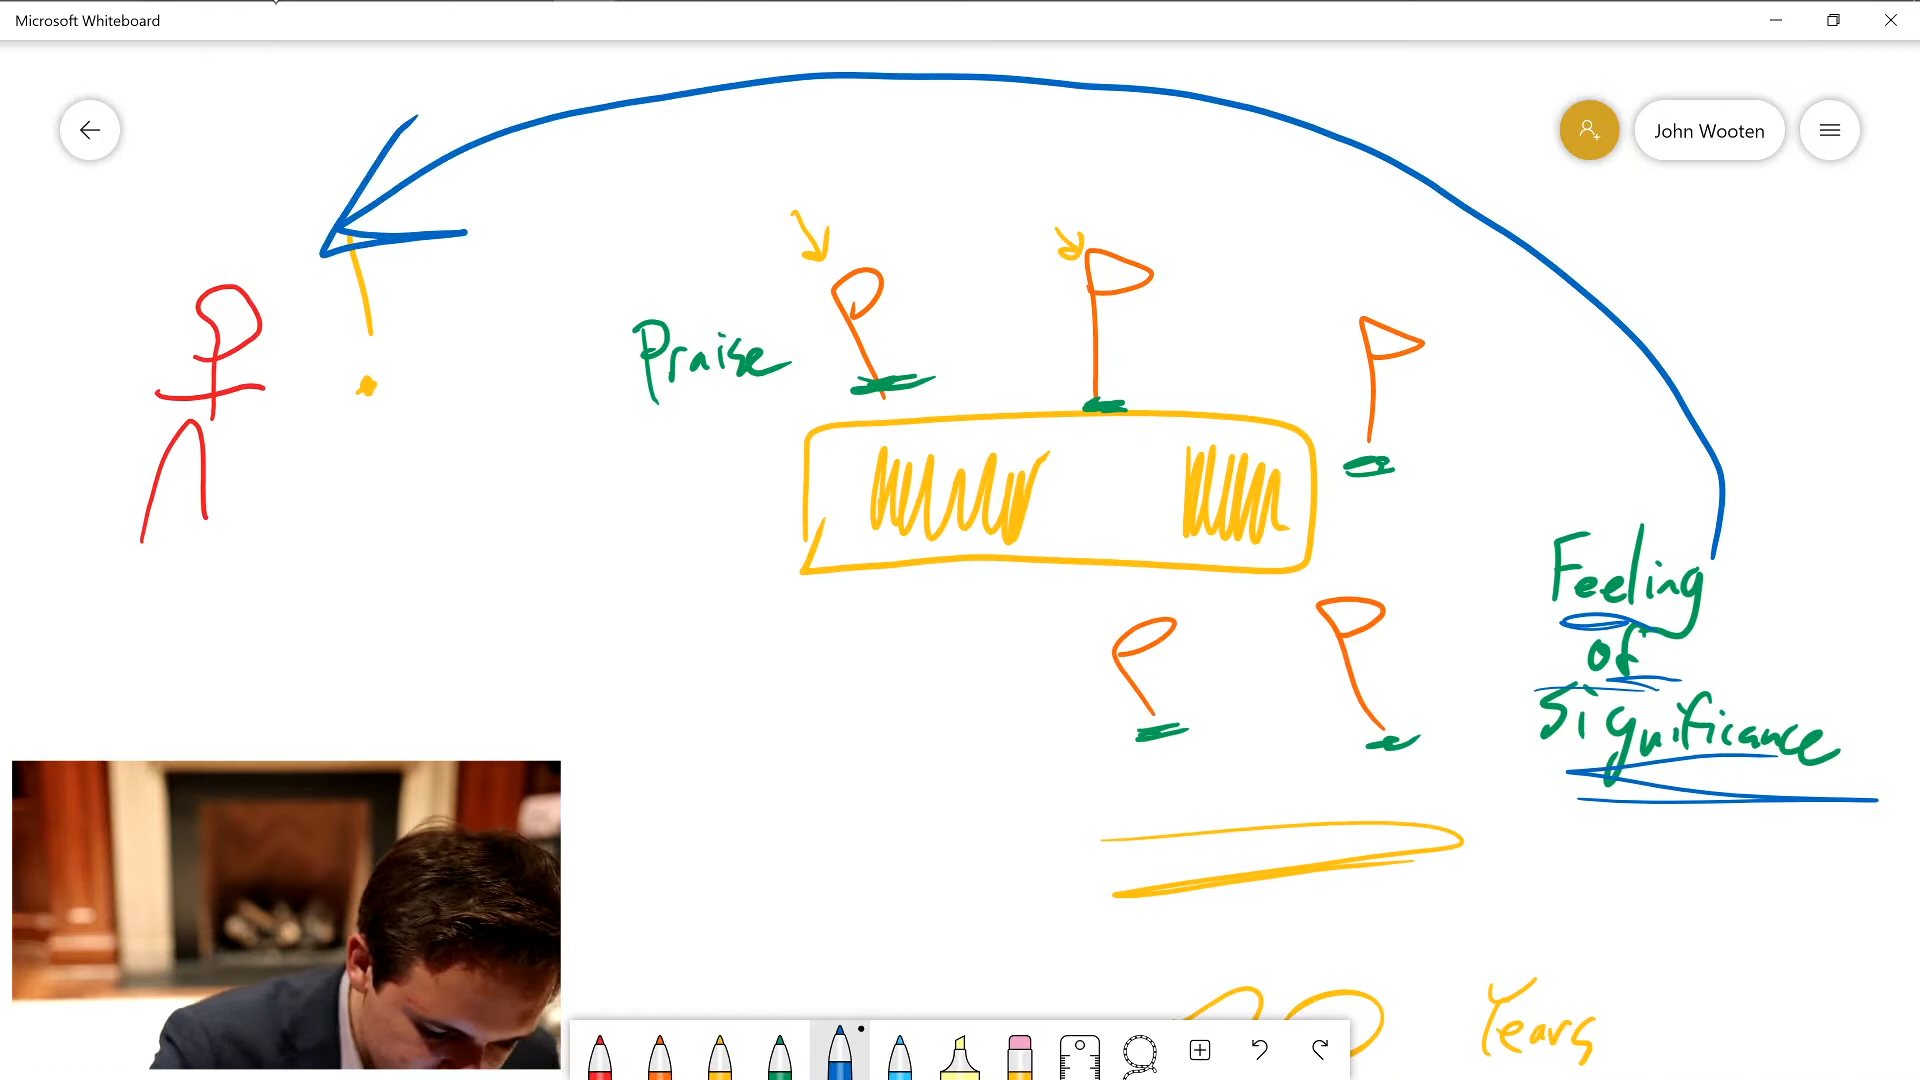 Microsoft Whiteboard
John Wooten
Praise
Feeling
of
Significance
Years